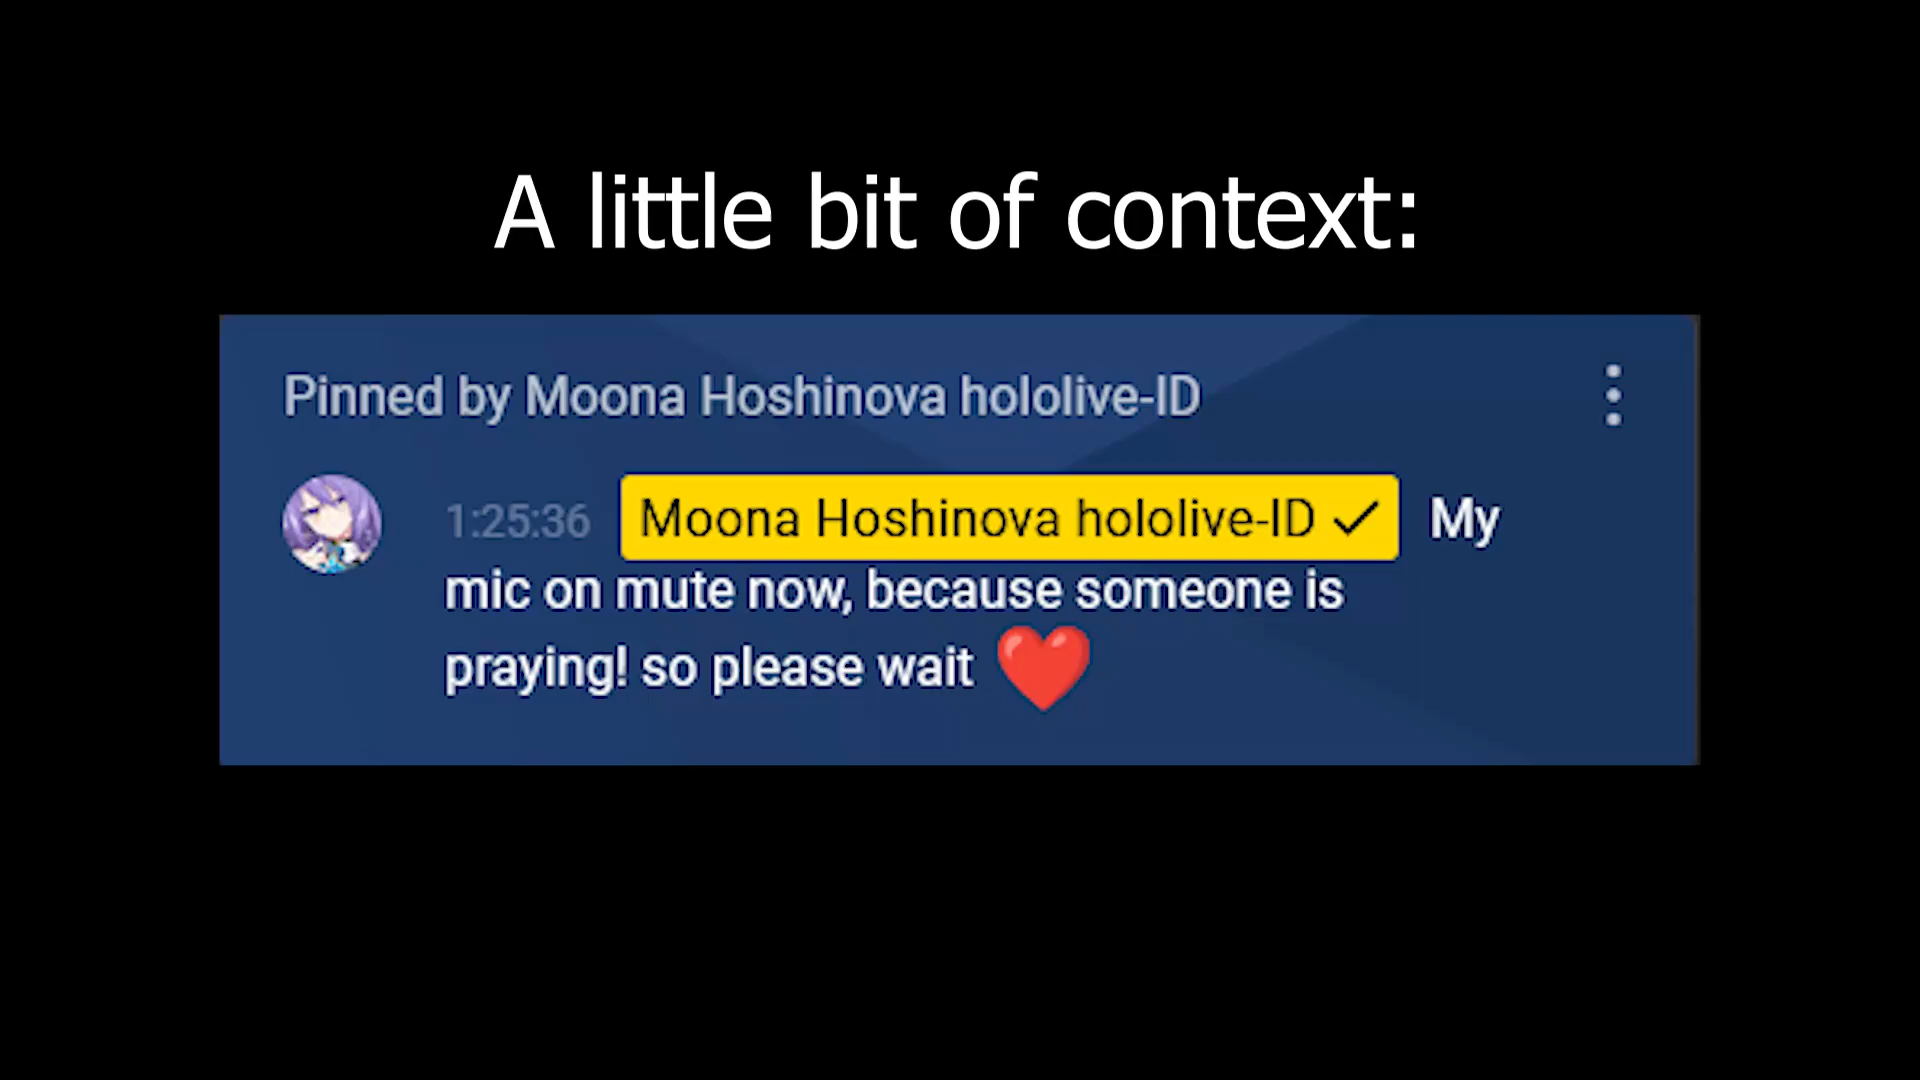 A little bit of context:
Pinned by Moona Hoshinova hololive-ID
1:25:36 Moona Hoshinova hololive-ID ✓ My
mic on mute now, because someone is
praying! so please wait ❤️